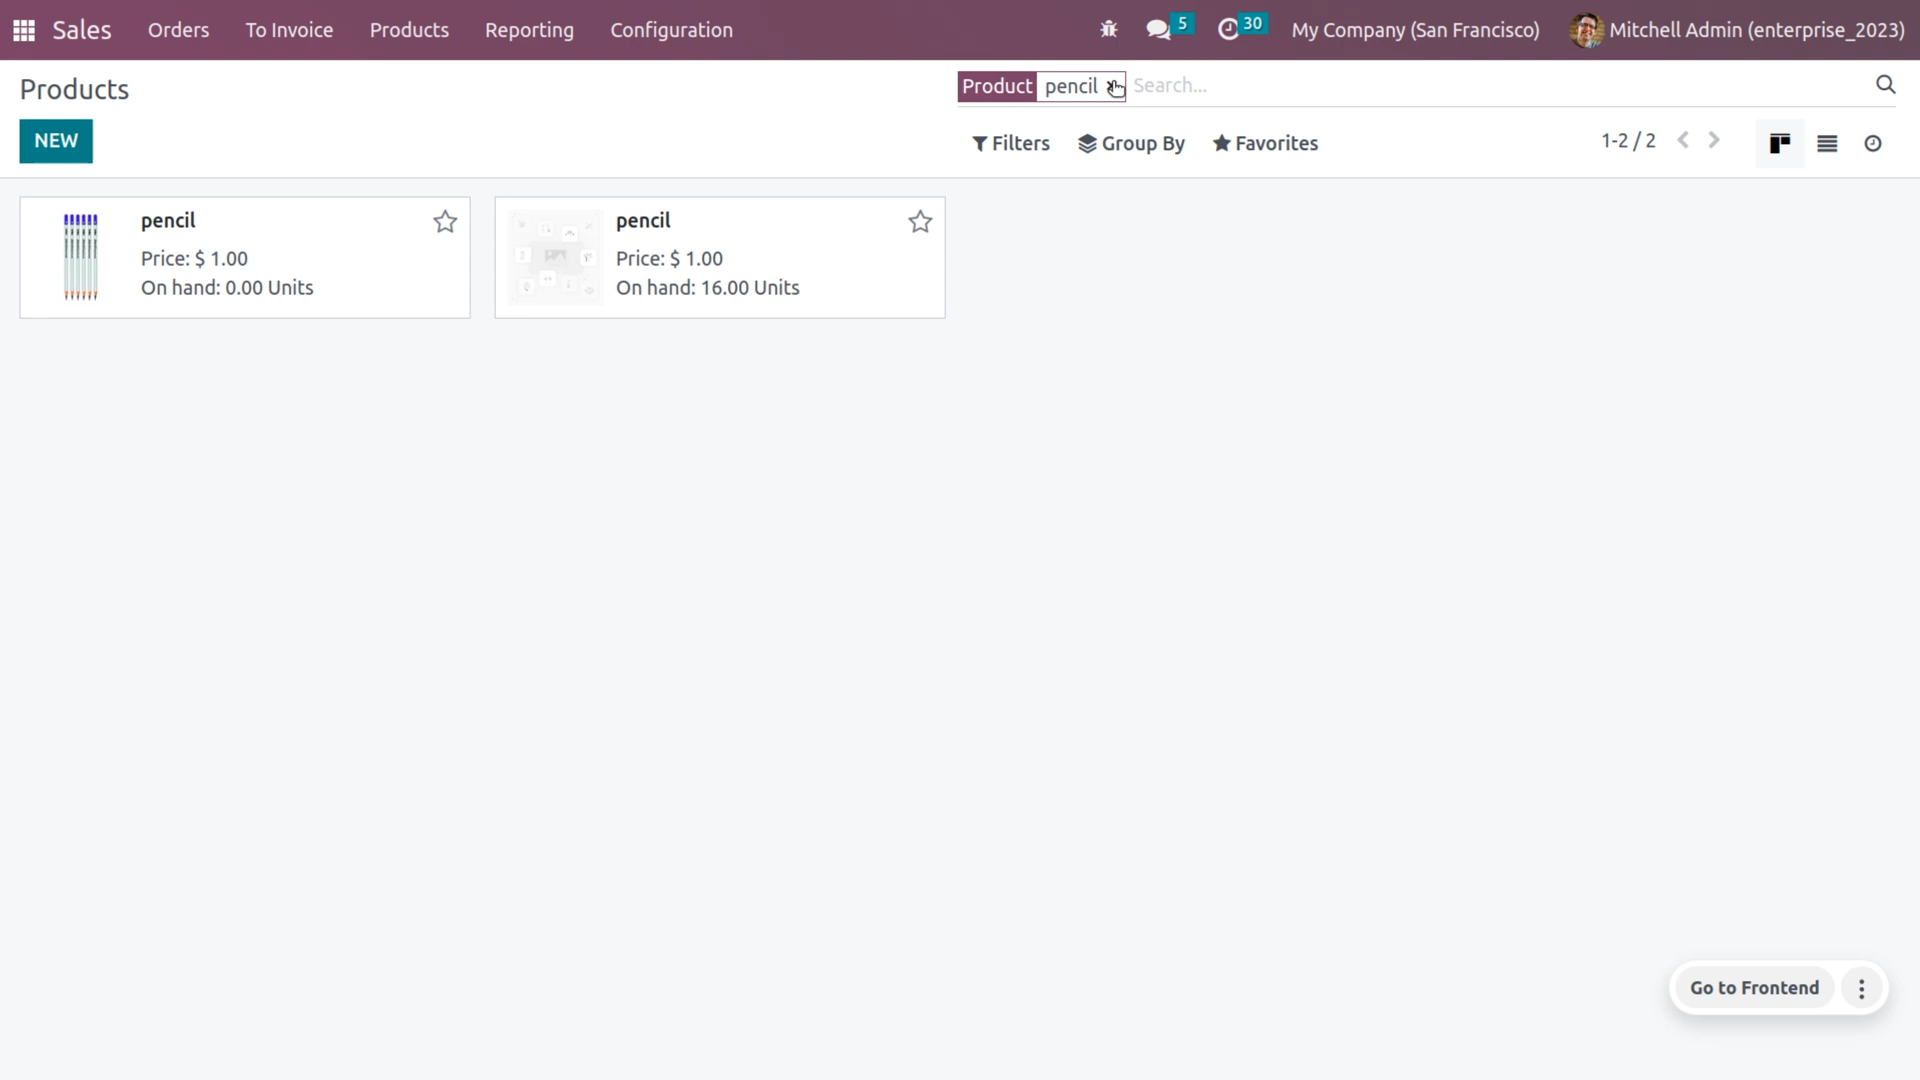 Sales Orders To Invoice Products Reporting Configuration 5 30 My Company (San Francisco) Mitchell Admin (enterprise_2023)
Products
Product pencil Search...
NEW
Filters Group By Favorites 1-2 / 2
pencil
Price: $ 1.00
On hand: 0.00 Units
pencil
Price: $ 1.00
On hand: 16.00 Units
Go to Frontend